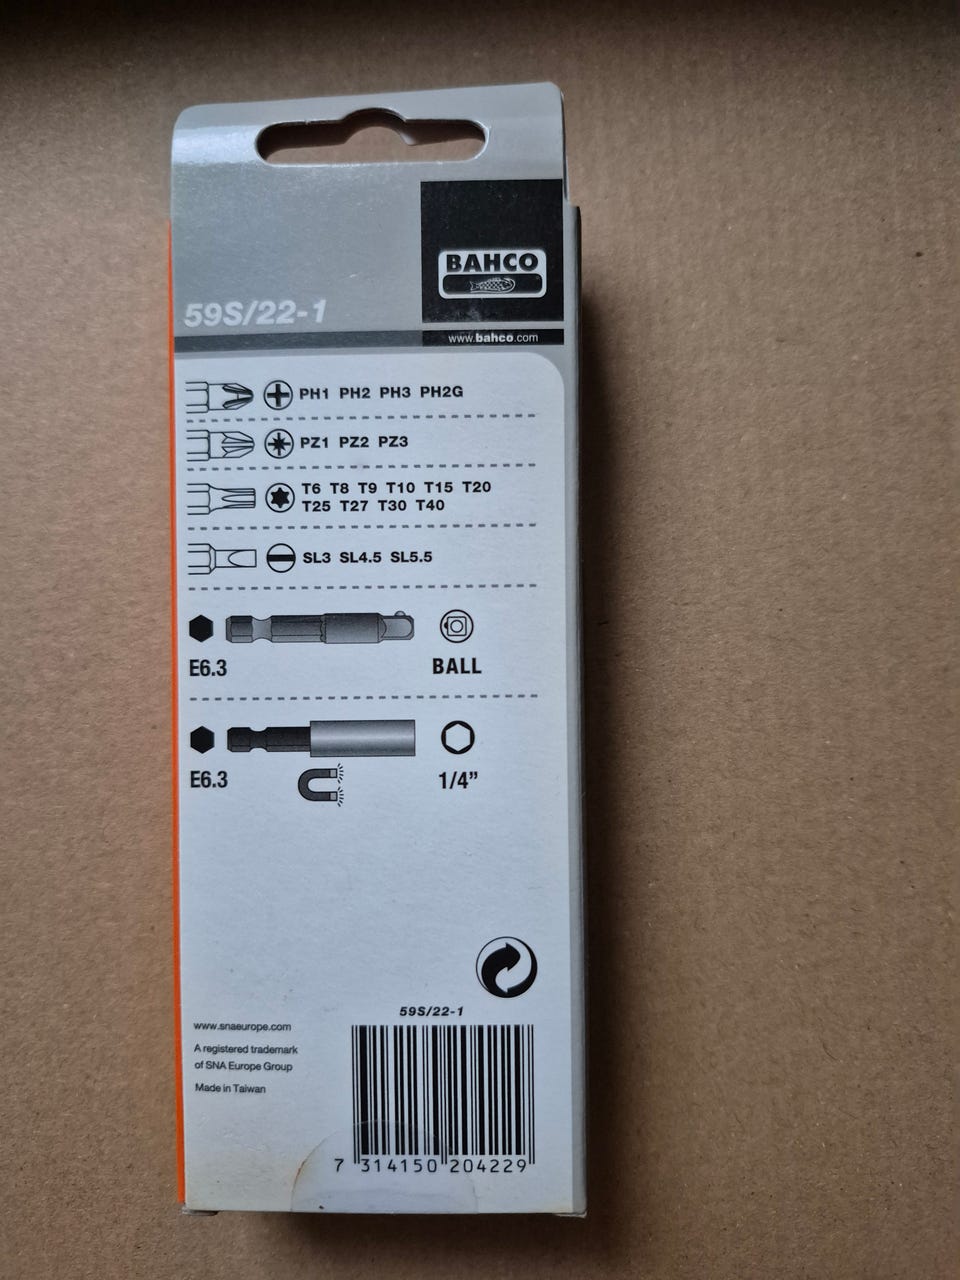 BAHCO
59S/22-1
www.bahco.com
PH1 PH2 PH3 PH2G
PZ1 PZ2 PZ3
T6 T8 T9 T10 T15 T20
T25 T27 T30 T40
SL3 SL4.5 SL5.5
E6.3 BALL
E6.3 1/4”
59S/22-1
www.snaeurope.com
A registered trademark
of SNA Europe Group
Made in Taiwan
7 314150 204229